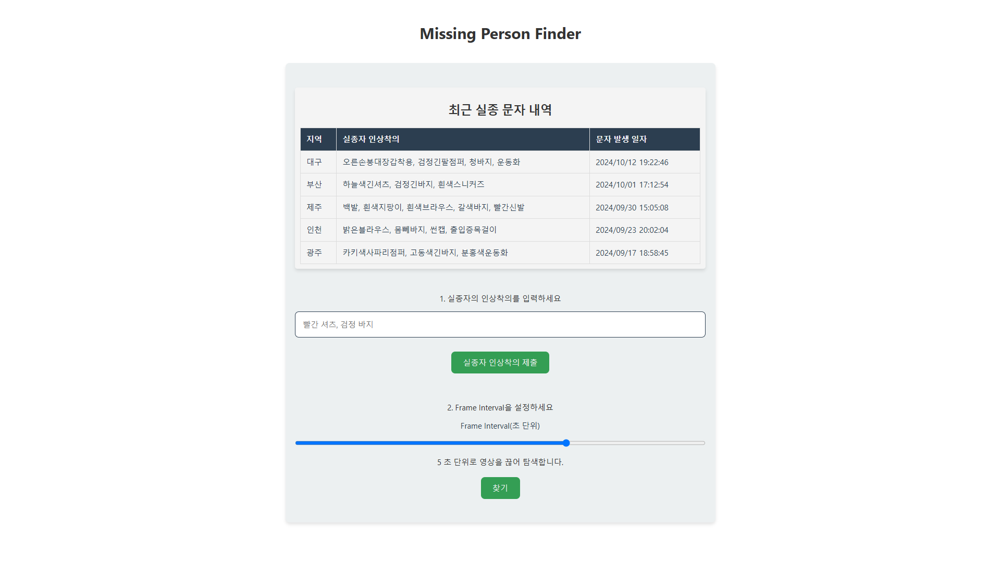 Missing Person Finder
최근 실종 문자 내역
지역 실종자 인상착의 문자 발생 일자
대구 오른손붕대장갑착용, 검정긴팔점퍼, 청바지, 운동화 2024/10/12 19:22:46
부산 하늘색긴셔츠, 검정긴바지, 흰색스니커즈 2024/10/01 17:12:54
제주 백발, 흰색지팡이, 흰색브라우스, 갈색바지, 빨간신발 2024/09/30 15:05:08
인천 밝은블라우스, 몸뻬바지, 썬캡, 출입증목걸이 2024/09/23 20:02:04
광주 카키색사파리점퍼, 고동색긴바지, 분홍색운동화 2024/09/17 18:58:45
1. 실종자의 인상착의를 입력하세요
빨간 셔츠, 검정 바지
실종자 인상착의 제출
2. Frame Interval을 설정하세요
Frame Interval(초 단위)
5 초 단위로 영상을 끊어 탐색합니다.
찾기